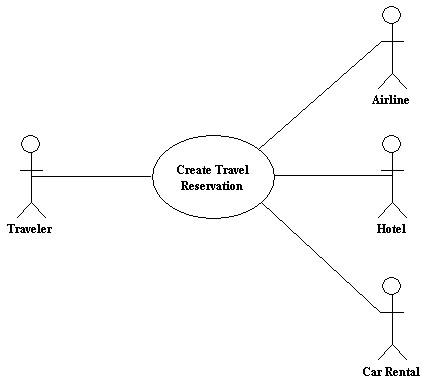 Airline
Create Travel
Reservation
Traveler
Hotel
Car Rental